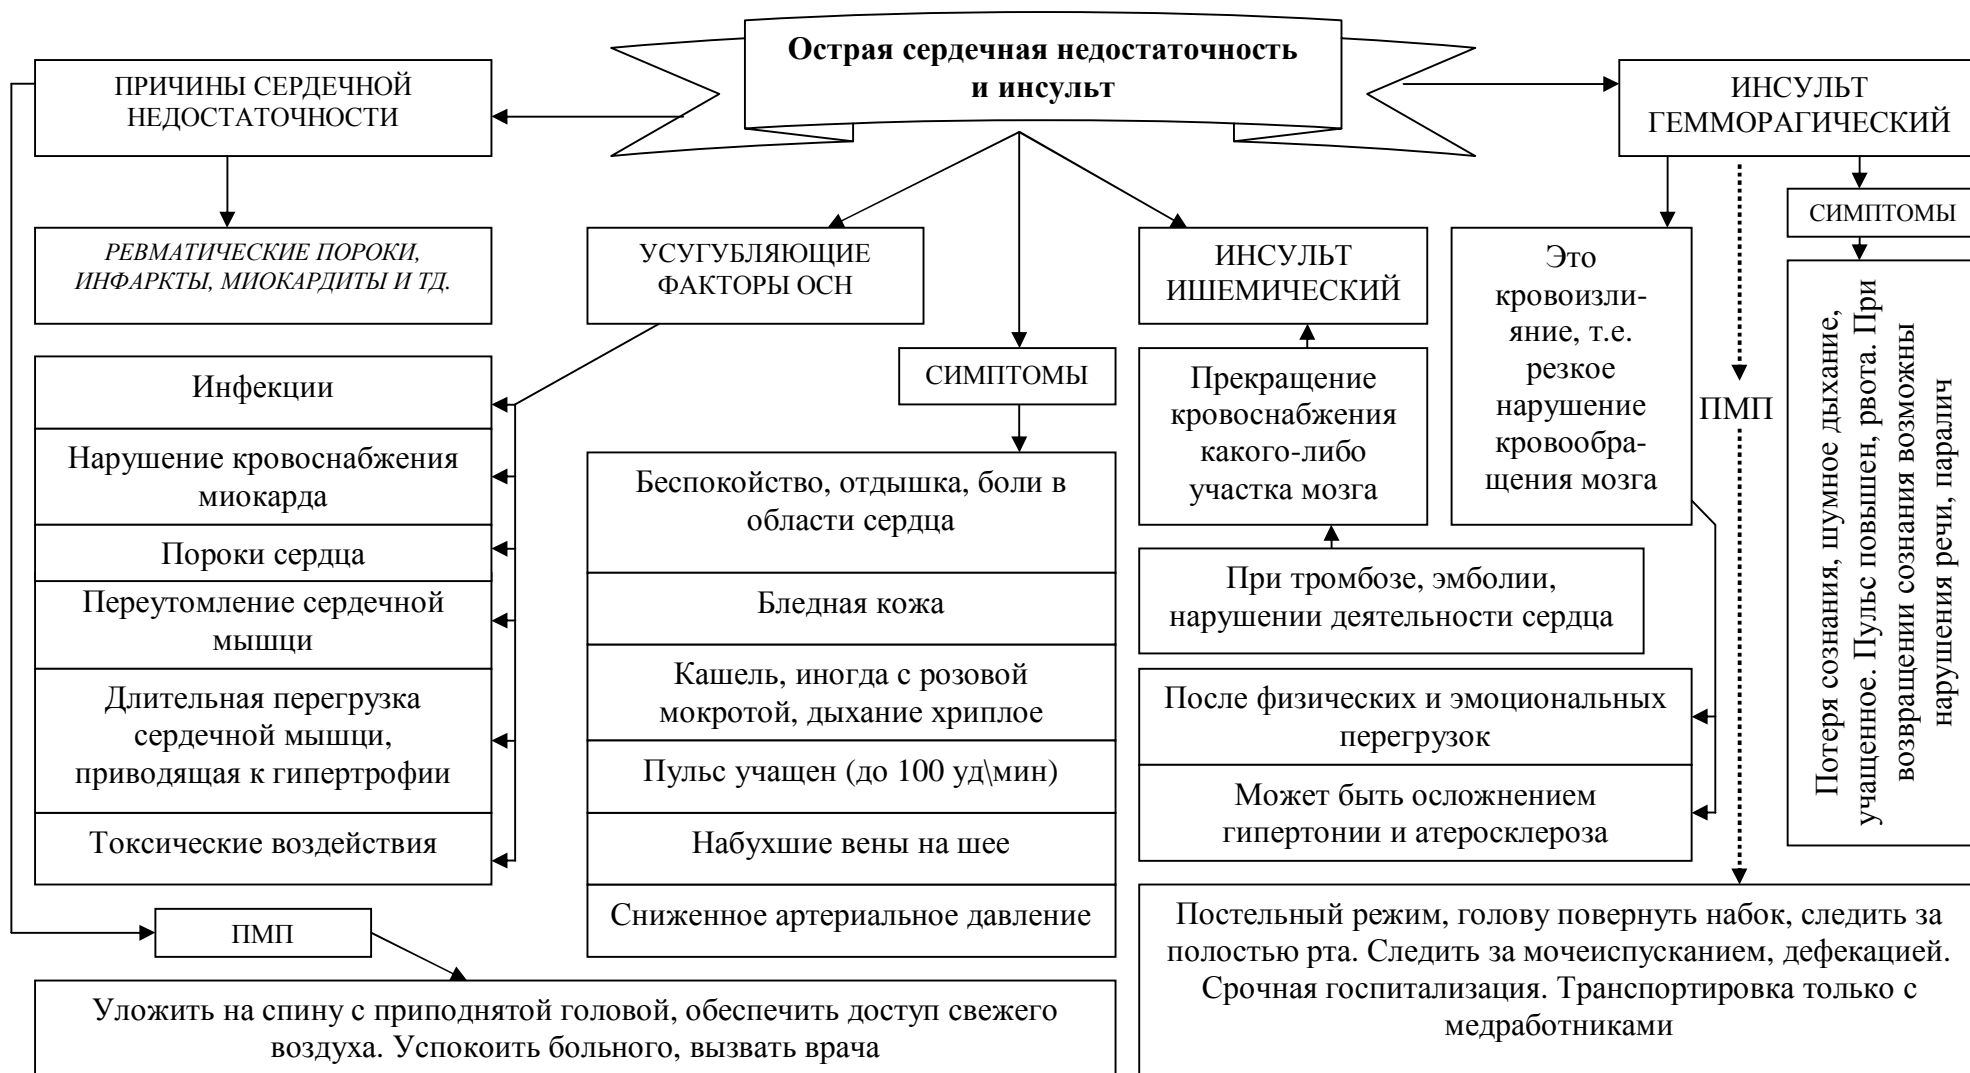 Острая сердечная недостаточность
и инсульт
ПРИЧИНЫ СЕРДЕЧНОЙ
НЕДОСТАТОЧНОСТИ
РЕВМАТИЧЕСКИЕ ПОРОКИ,
ИНФАРКТЫ, МИОКАРДИТЫ И ТД.
УСУГУБЛЯЮЩИЕ
ФАКТОРЫ ОСН
Инфекции
Нарушение кровоснабжения
миокарда
Пороки сердца
Переутомление сердечной
мышци
Длительная перегрузка
сердечной мышци,
приводящая к гипертрофии
Токсические воздействия
ПМП
Уложить на спину с приподнятой головой, обеспечить доступ свежего
воздуха. Успокоить больного, вызвать врача
СИМПТОМЫ
Беспокойство, отдышка, боли в
области сердца
Бледная кожа
Кашель, иногда с розовой
мокротой, дыхание хриплое
Пульс учащен (до 100 уд\мин)
Набухшие вены на шее
Сниженное артериальное давление
ИНСУЛЬТ
ИШЕМИЧЕСКИЙ
Прекращение
кровоснабжения
какого-либо
участка мозга
При тромбозе, эмболии,
нарушении деятельности сердца
ИНСУЛЬТ
ГЕММОРАГИЧЕСКИЙ
Это
кровоизли-
яние, т.е.
резкое
нарушение
кровообра-
щения мозга
После физических и эмоциональных
перегрузок
Может быть осложнением
гипертонии и атеросклероза
ПМП
Постельный режим, голову повернуть набок, следить за
полостью рта. Следить за мочеиспусканием, дефекацией.
Срочная госпитализация. Транспортировка только с
медработниками
СИМПТОМЫ
Потеря сознания, шумное дыхание,
учащенное. Пульс повышен, рвота. При
возвращении сознания возможны
нарушения речи, паралич